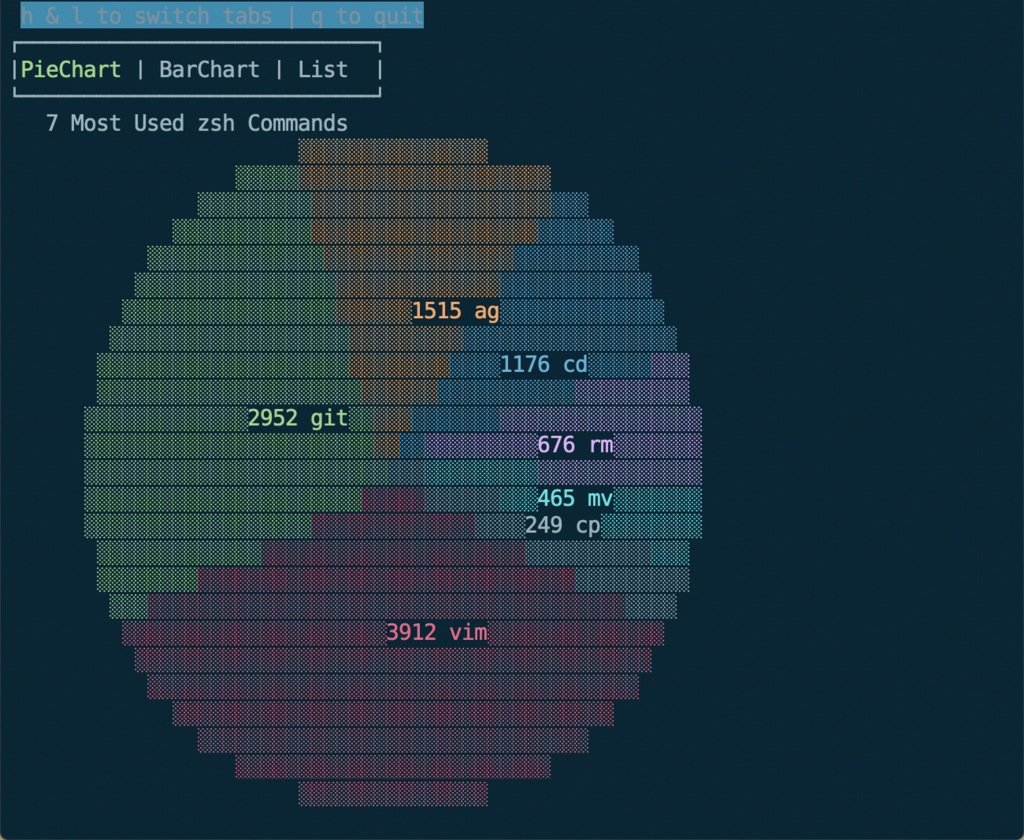 h & l to switch tabs | q to quit
PieChart | BarChart | List |
7 Most Used zsh Commands
1515 ag
1176 cd
2952 git
676 rm
465 mv
249 cp
3912 vim